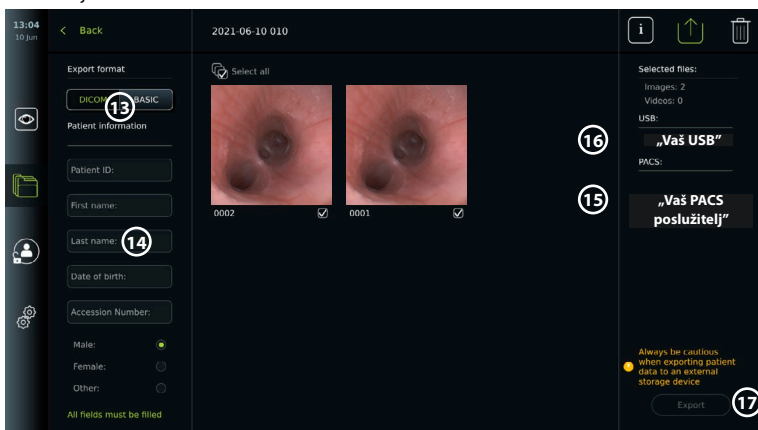 13:04
10 Jun
Back
2021-06-10 010
i
Export format
DICOM
BASIC
13
Patient information
Patient ID:
First name:
Last name:
14
Date of birth:
Accession Number:
Male:
Female:
Other:
All fields must be filled
Select all
0002
0001
Selected files:
Images: 2
Videos: 0
USB:
16
„Vaš USB”
PACS:
15
„Vaš PACS
poslužitelj”
Always be cautious
when exporting patient
data to an external
storage device
Export
17